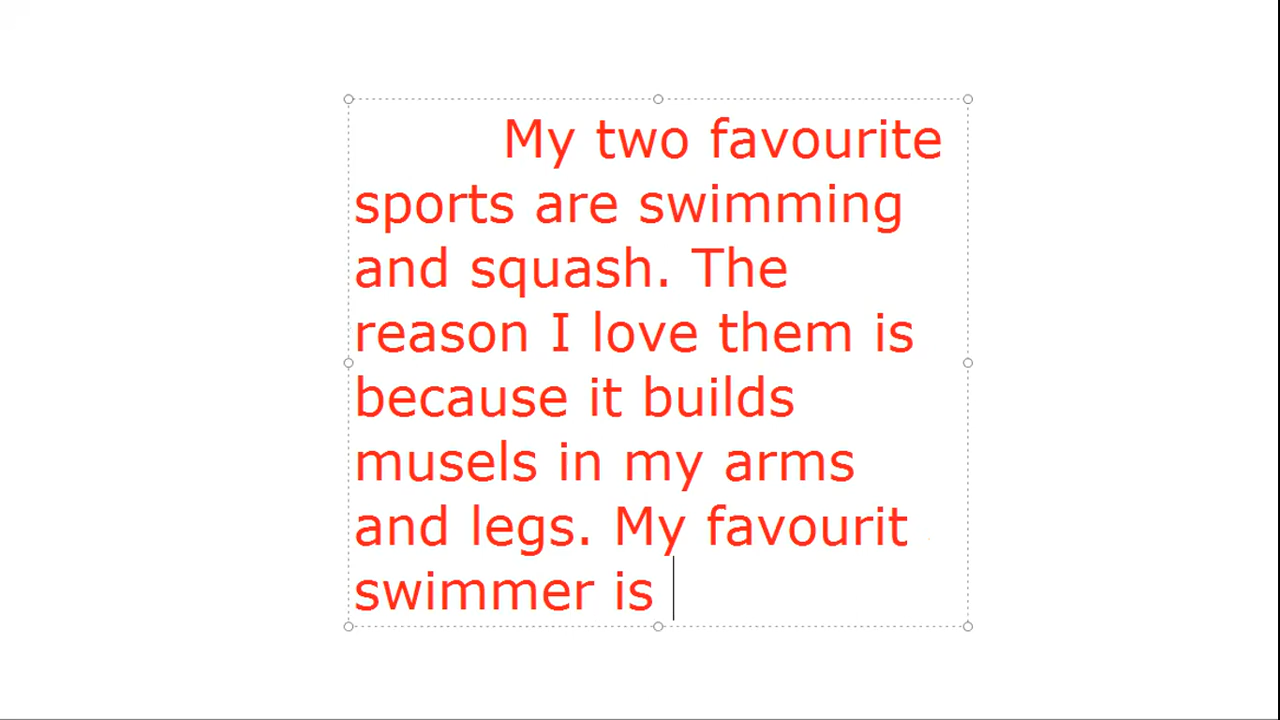 My two favourite
sports are swimming
and squash. The
reason I love them is
because it builds
musels in my arms
and legs. My favourit
swimmer is